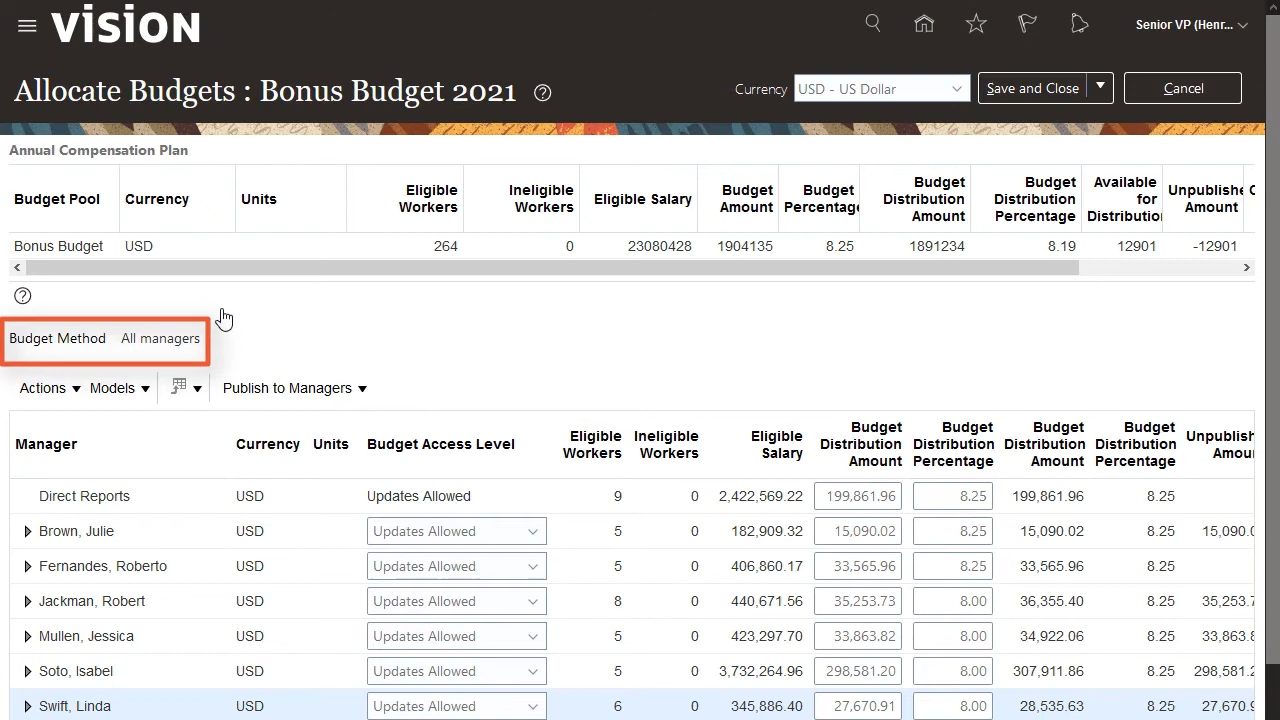 vision
Senior VP (Henr...
Allocate Budgets : Bonus Budget 2021
Currency USD - US Dollar Save and Close Cancel
Annual Compensation Plan
Budget Pool Currency Units Eligible Workers Ineligible Workers Eligible Salary Budget Amount Budget Percentage Budget Distribution Amount Budget Distribution Percentage Available for Distribution Unpublishe Amount
Bonus Budget USD 264 0 23080428 1904135 8.25 1891234 8.19 12901 -12901
Budget Method All managers
Actions Models Publish to Managers
Manager Currency Units Budget Access Level Eligible Workers Ineligible Workers Eligible Salary Budget Distribution Amount Budget Distribution Percentage Budget Distribution Amount Budget Distribution Percentage Unpublish Amoun
Direct Reports USD Updates Allowed 9 0 2,422,569.22 199,861.96 8.25 199,861.96 8.25
Brown, Julie USD Updates Allowed 5 0 182,909.32 15,090.02 8.25 15,090.02 8.25 15,090.0
Fernandes, Roberto USD Updates Allowed 5 0 406,860.17 33,565.96 8.25 33,565.96 8.25 33,565.9
Jackman, Robert USD Updates Allowed 8 0 440,671.56 35,253.73 8.00 36,355.40 8.25 35,253.7
Mullen, Jessica USD Updates Allowed 5 0 423,297.70 33,863.82 8.00 34,922.06 8.25 33,863.8
Soto, Isabel USD Updates Allowed 5 0 3,732,264.96 298,581.20 8.00 307,911.86 8.25 298,581.2
Swift, Linda USD Updates Allowed 6 0 345,886.40 27,670.91 8.00 28,535.63 8.25 27,670.9